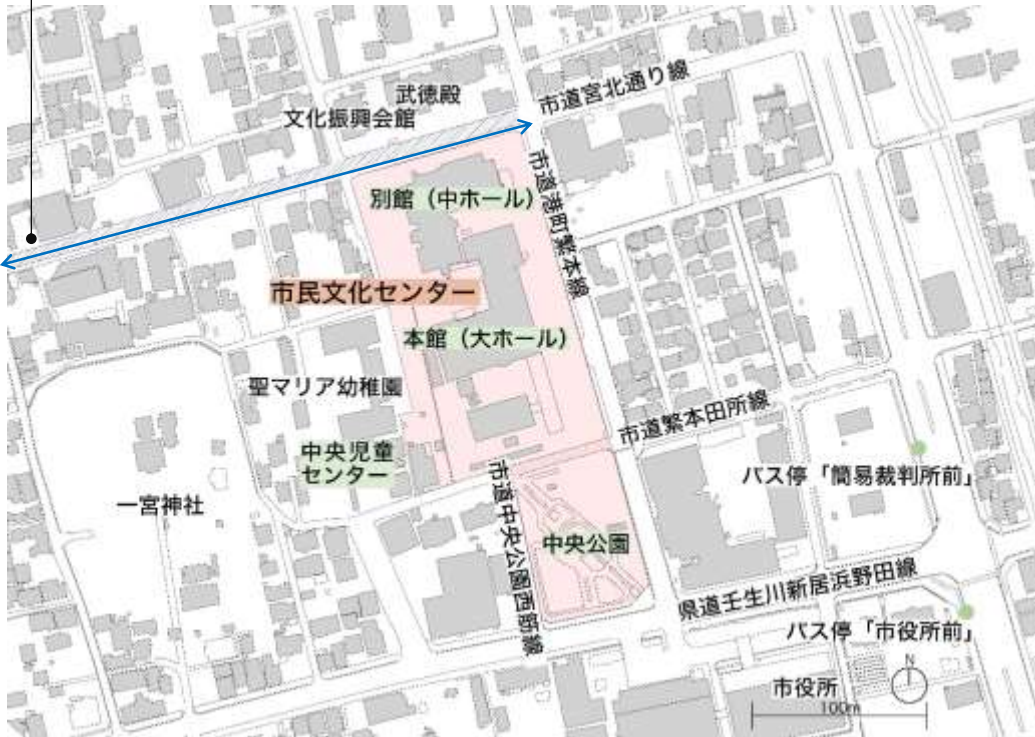 武徳殿
文化振興会館
市道宮北通り線
別館（中ホール）
市道港町繁本線
市民文化センター
本館（大ホール）
聖マリア幼稚園
市道繁本田所線
中央児童
センター
バス停「簡易裁判所前」
一宮神社
市道中央公園西筋線
中央公園
県道壬生川新居浜野田線
バス停「市役所前」
N
市役所
100m